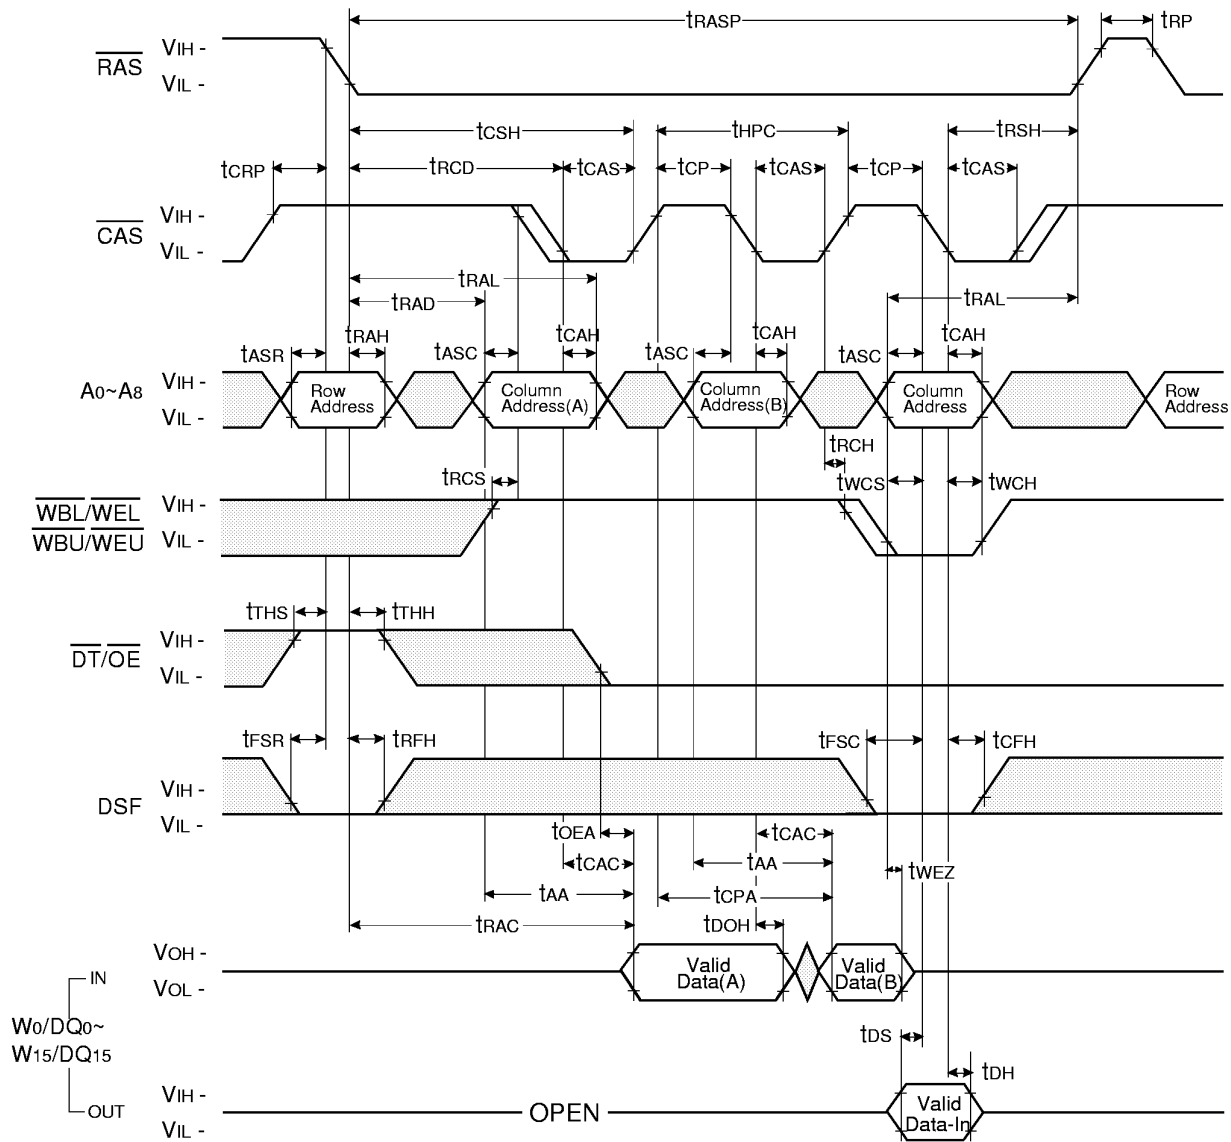 tRASP tRP
RAS VIH -
VIL -
tCSH tHPC tRSH
tCRP tRCD tCAS tCP tCAS tCP tCAS
CAS VIH -
VIL -
tRAL tRAL
tRAD
tASR tRAH tASC tCAH tASC tCAH tASC tCAH
A0~A8 VIH -
VIL -
Row
Address
Column
Address(A)
Column
Address(B)
Column
Address
Row
Address
tRCH
tRCS tWCS tWCH
WBL/WEL VIH -
WBU/WEU VIL -
tTHS tTHH
DT/OE VIH -
VIL -
tFSR tRFH tFSC tCFH
DSF VIH -
VIL -
tOEA tCAC
tCAC tAA tWEZ
tAA tCPA
tRAC tDOH
VOH -
VOL -
Valid
Data(A)
Valid
Data(B)
IN
W0/DQ0~
W15/DQ15
OUT
tDS
tDH
VIH -
VIL -
OPEN
Valid
Data-In